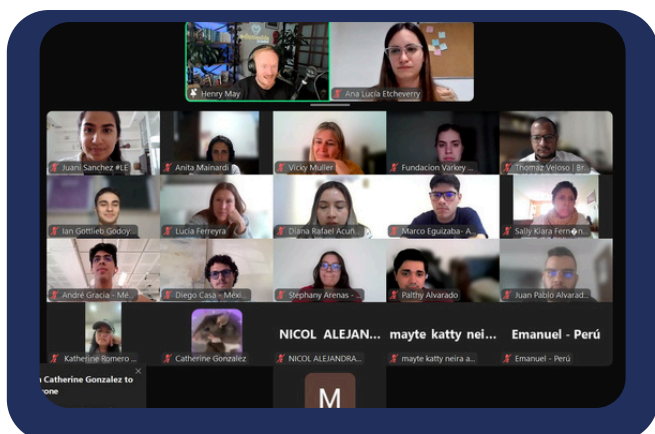 Henry May
Ana Lucía Etcheverry
Juani Sanchez #LE
Anita Mainardi
Vicky Muller
Fundacion Varkey ...
Thomaz Veloso | Br...
Ian Gottlieb Godoy...
Lucía Ferreyra
Diana Rafael Acuñ...
Marco Eguizaba- A...
Sally Kiara Fern�n...
André Gracia - Mé...
Diego Casa - Méxi...
Stephany Arenas - ...
Palthy Alvarado
Juan Pablo Alvarad...
NICOL ALEJAN...
mayte katty nei...
Emanuel - Perú
Katherine Romero ...
Catherine Gonzalez
NICOL ALEJANDRA...
mayte katty neira a...
Emanuel - Perú
Catherine Gonzalez to
one
M